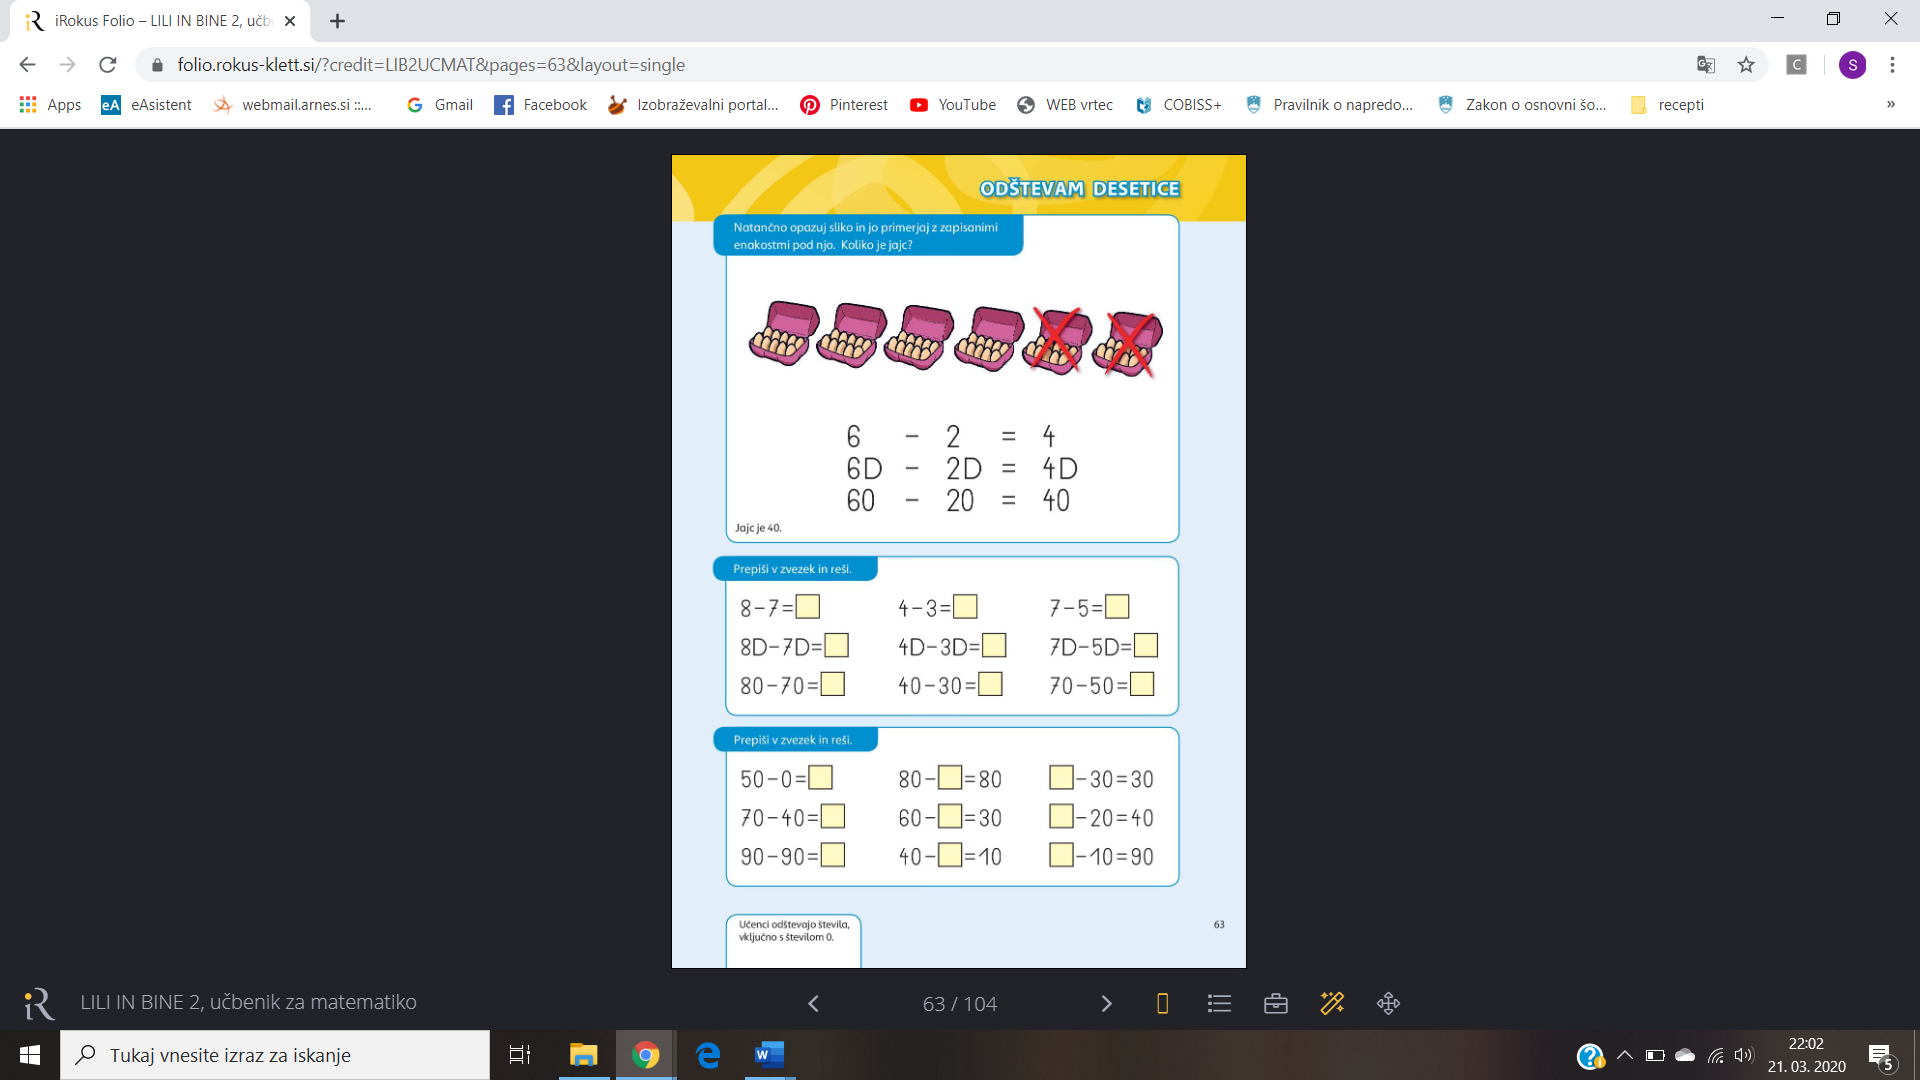 iRokus Folio – LILI IN BINE 2, učb
folio.rokus-klett.si/?credit=LIB2UCMAT&pages=63&layout=single
C
S
Apps
eA eAsistent
webmail.arnes.si ::...
Gmail
Facebook
Izobraževalni portal...
Pinterest
YouTube
WEB vrtec
COBISS+
Pravilnik o napredo...
Zakon o osnovni šo...
recepti
»
ODŠTEVAM DESETICE
Natančno opazuj sliko in jo primerjaj z zapisanimi
enakostmi pod njo. Koliko je jajc?
6 - 2 = 4
6D - 2D = 4D
60 - 20 = 40
Jajc je 40.
Prepiši v zvezek in reši.
8-7= 4-3= 7-5=
8D-7D= 4D-3D= 7D-5D=
80-70= 40-30= 70-50=
Prepiši v zvezek in reši.
50-0= 80- =80 -30=30
70-40= 60- =30 -20=40
90-90= 40- =10 -10=90
Učenci odštevajo števila,
vključno s številom 0.
63
iR LILI IN BINE 2, učbenik za matematiko
63 / 104
Tukaj vnesite izraz za iskanje
22:02
21. 03. 2020
5